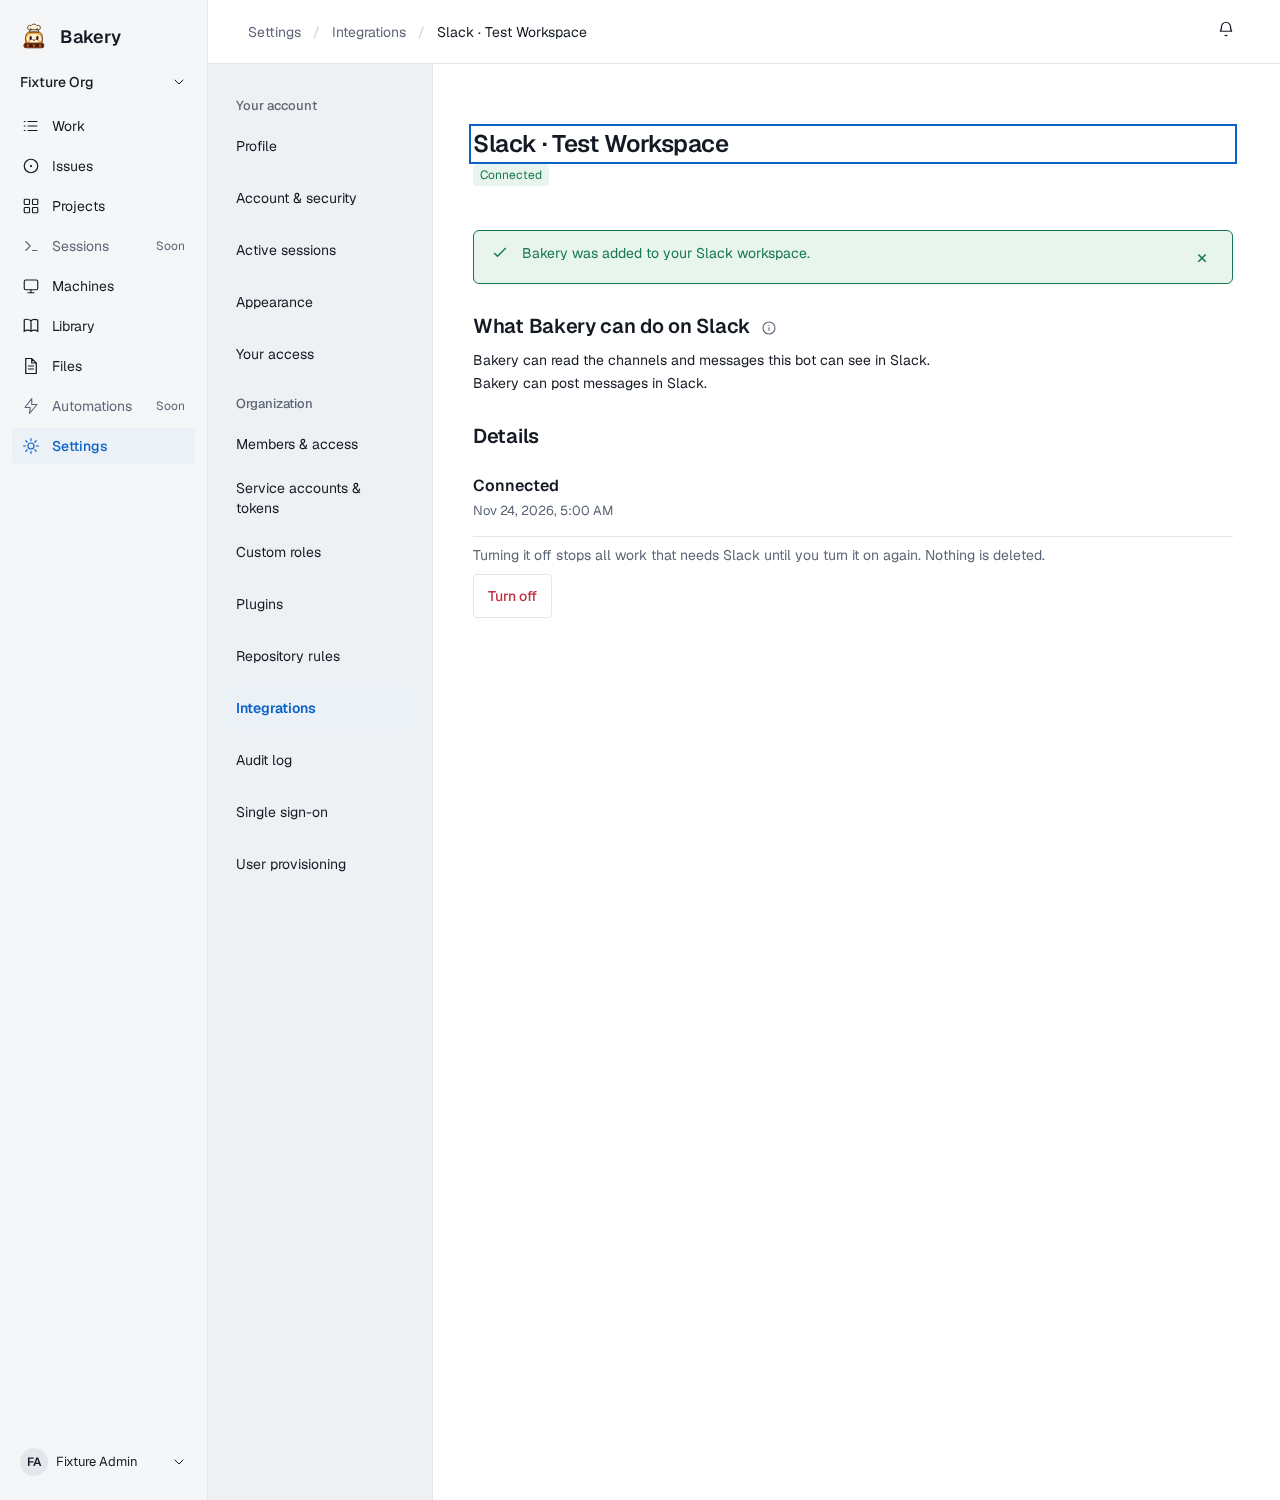 Bakery
Settings / Integrations / Slack · Test Workspace
Fixture Org
Work
Issues
Projects
Sessions Soon
Machines
Library
Files
Automations Soon
Settings
FA Fixture Admin
Your account
Profile
Account & security
Active sessions
Appearance
Your access
Organization
Members & access
Service accounts &
tokens
Custom roles
Plugins
Repository rules
Integrations
Audit log
Single sign-on
User provisioning
Slack · Test Workspace
Connected
Bakery was added to your Slack workspace.
What Bakery can do on Slack
Bakery can read the channels and messages this bot can see in Slack.
Bakery can post messages in Slack.
Details
Connected
Nov 24, 2026, 5:00 AM
Turning it off stops all work that needs Slack until you turn it on again. Nothing is deleted.
Turn off